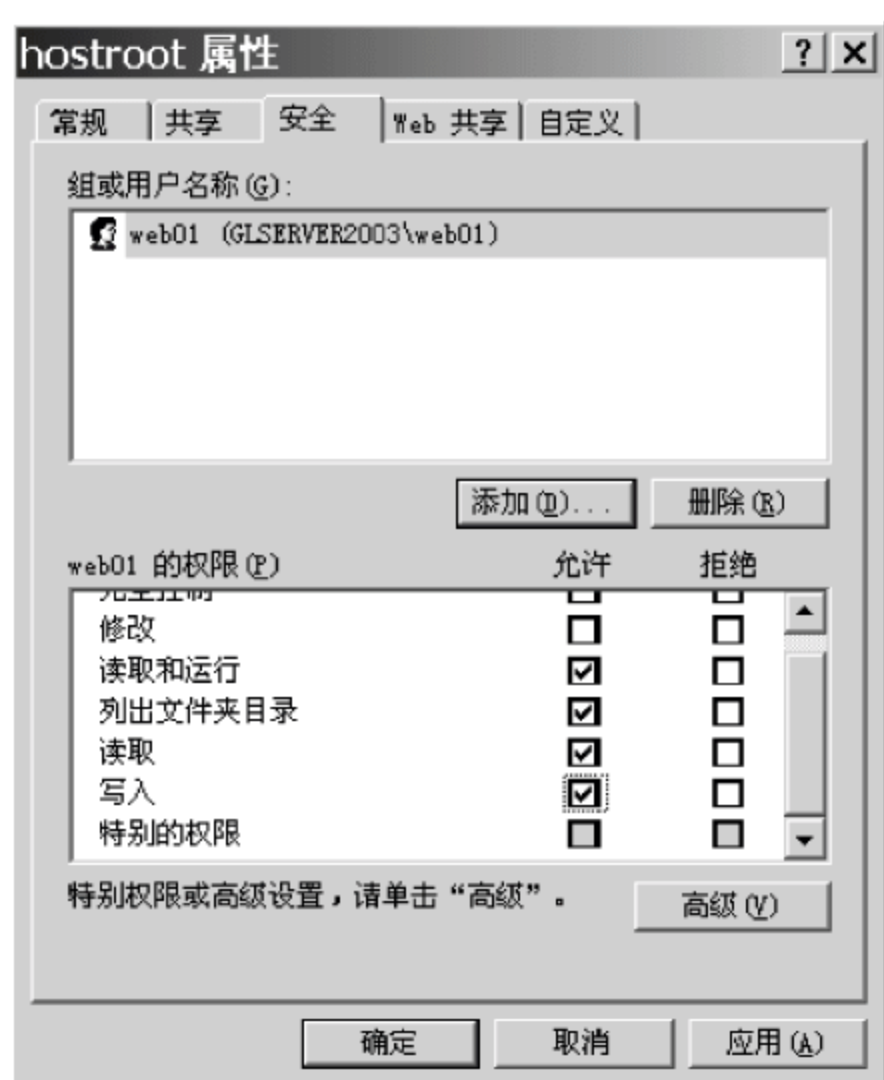 hostroot 属性
常规 共享 安全 Web 共享 自定义
组或用户名称(G):
web01 (GLSERVER2003\web01)
添加(D)... 删除(R)
web01 的权限(P) 允许 拒绝
完全控制
修改
读取和运行
列出文件夹目录
读取
写入
特别的权限
特别权限或高级设置，请单击“高级”。
高级(V)
确定 取消 应用(A)